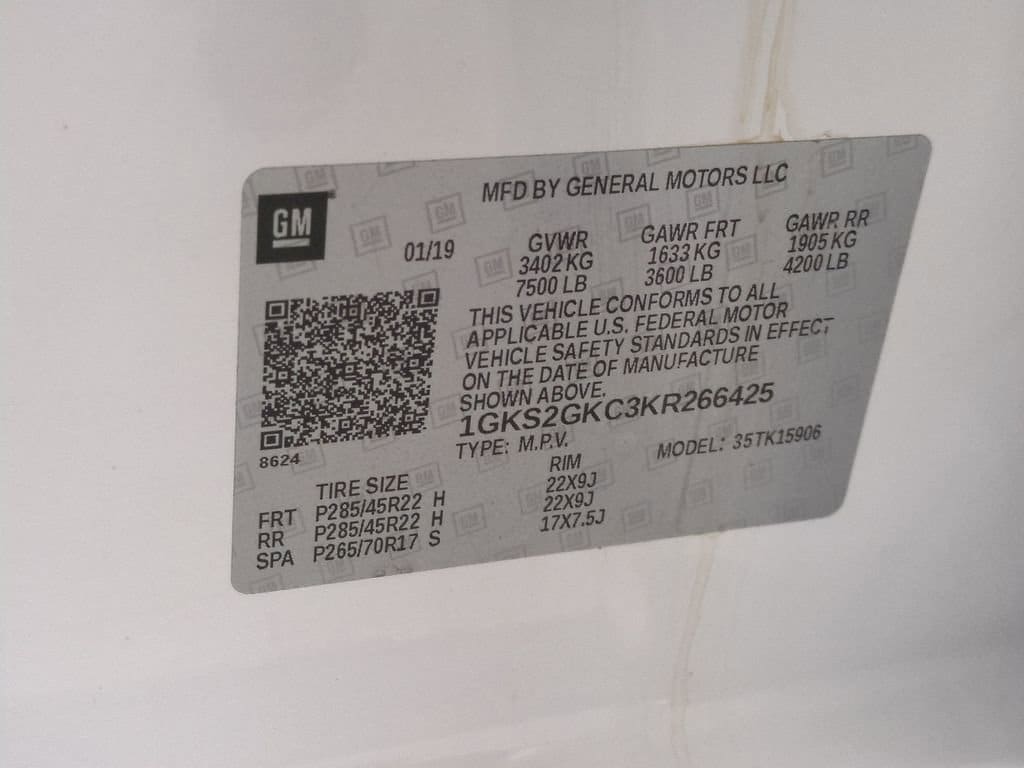 MFD BY GENERAL MOTORS LLC
GM
01/19
GVWR GAWR FRT GAWR RR
3402 KG 1633 KG 1905 KG
7500 LB 3600 LB 4200 LB
THIS VEHICLE CONFORMS TO ALL
APPLICABLE U.S. FEDERAL MOTOR
VEHICLE SAFETY STANDARDS IN EFFECT
ON THE DATE OF MANUFACTURE
SHOWN ABOVE.
1GKS2GKC3KR266425
TYPE: M.P.V. MODEL: 35TK15906
8624
TIRE SIZE RIM
FRT P285/45R22 H 22X9J
RR P285/45R22 H 22X9J
SPA P265/70R17 S 17X7.5J